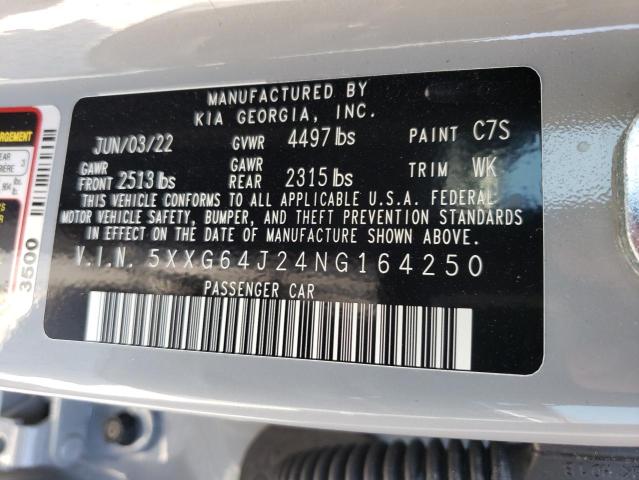 MANUFACTURED BY
KIA GEORGIA, INC.
JUN/03/22 GVWR 4497 lbs PAINT C7S
GAWR FRONT 2513 lbs GAWR REAR 2315 lbs TRIM WK
THIS VEHICLE CONFORMS TO ALL APPLICABLE U.S.A. FEDERAL
MOTOR VEHICLE SAFETY, BUMPER, AND THEFT PREVENTION STANDARDS
IN EFFECT ON THE DATE OF MANUFACTURE SHOWN ABOVE.
V.I.N. 5XXG64J24NG164250
PASSENGER CAR
3500